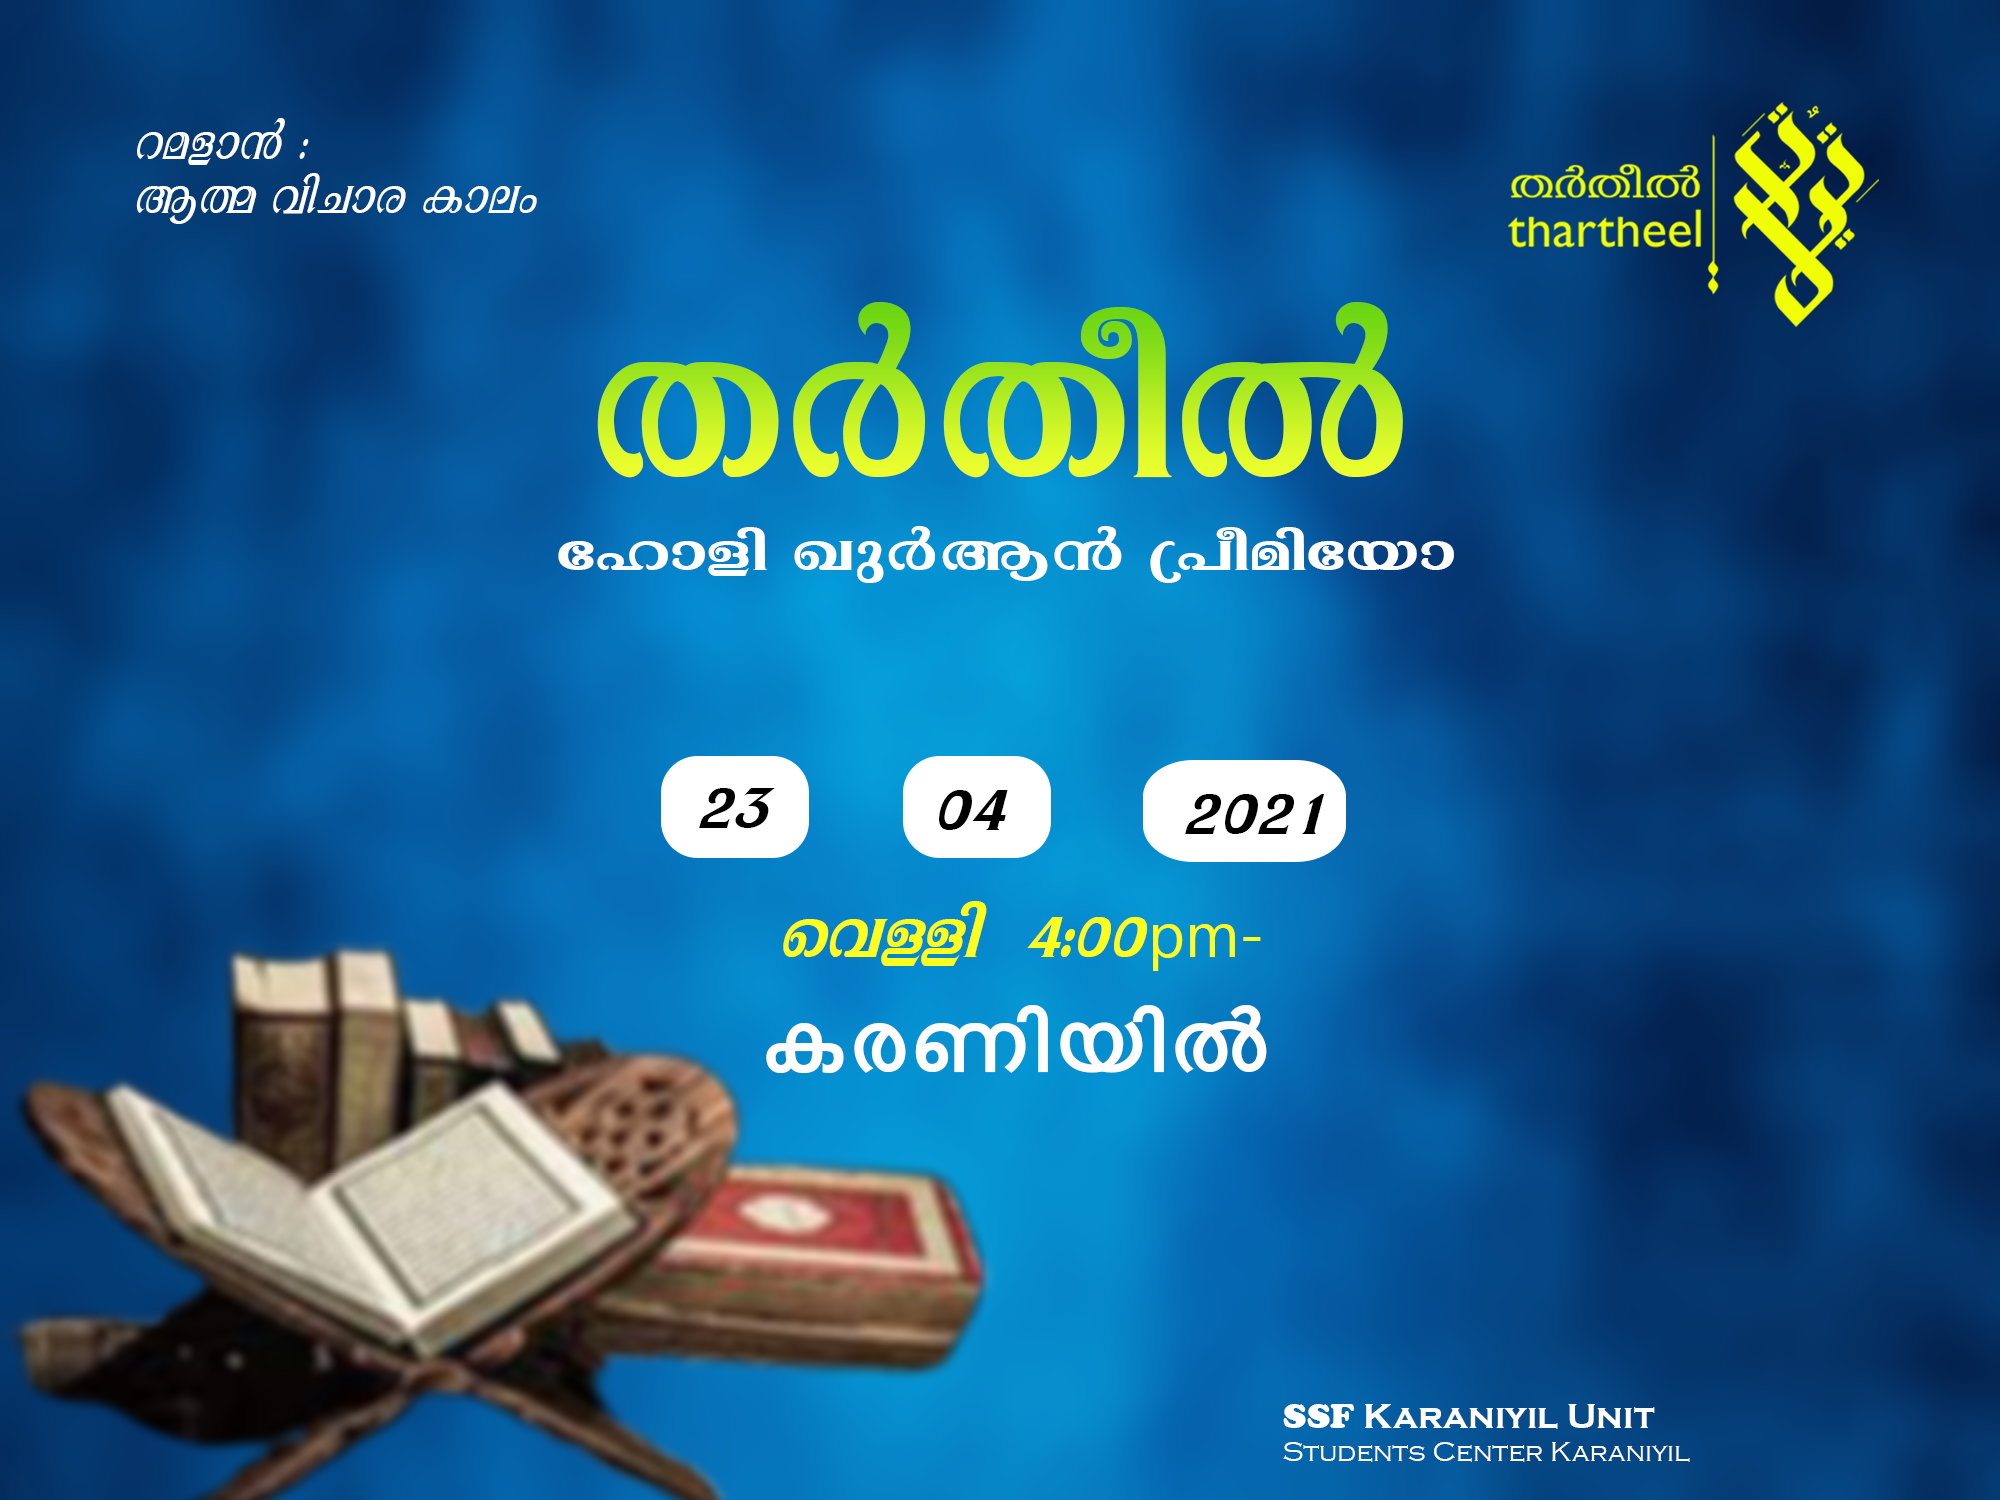 റമളാൻ :
ആത്മ വിചാര കാലം
തർതീൽ
thartheel
തർതീൽ
ഹോളി ഖുർആൻ പ്രീമിയോ
23 04 2021
വെള്ളി 4:00pm-
കരണിയിൽ
SSF KARANIYIL UNIT
STUDENTS CENTER KARANIYIL